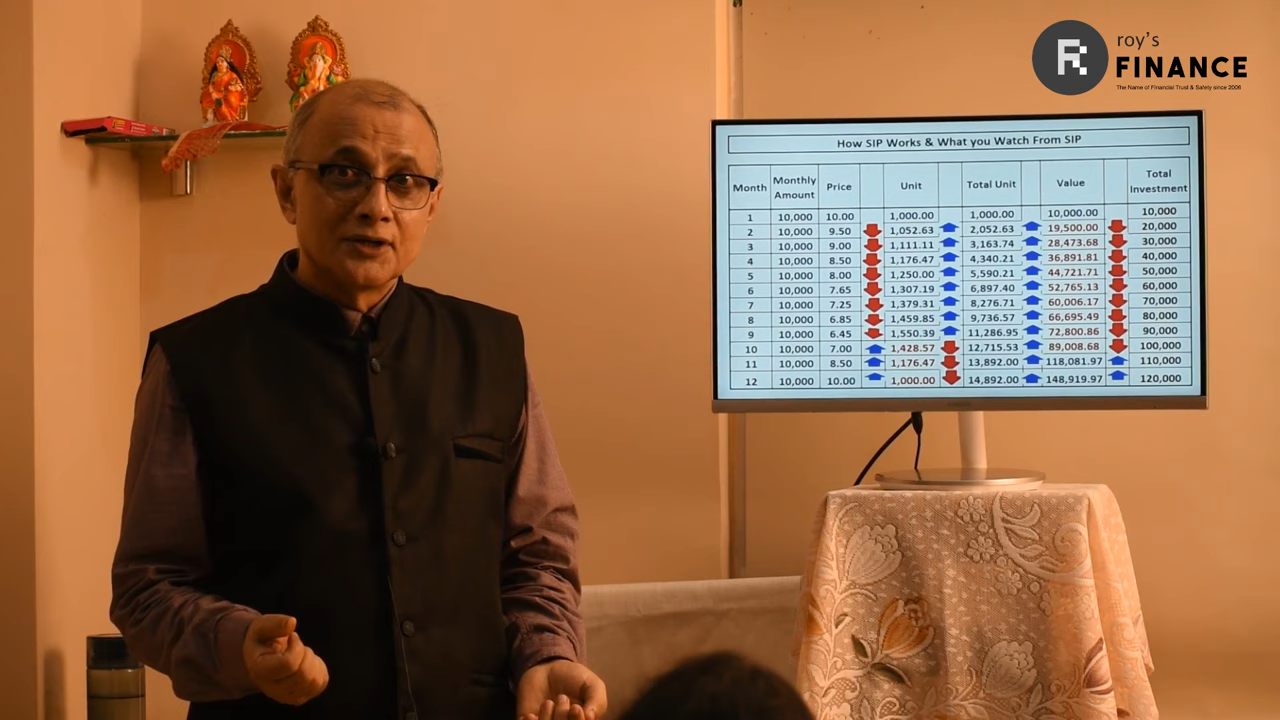 roy's
FINANCE
The Name of Financial Trust & Safety since 2006
How SIP Works & What you Watch From SIP
Month Monthly Amount Price Unit Total Unit Value Total Investment
1 10,000 10.00 1,000.00 1,000.00 10,000.00 10,000
2 10,000 9.50 1,052.63 2,052.63 19,500.00 20,000
3 10,000 9.00 1,111.11 3,163.74 28,473.68 30,000
4 10,000 8.50 1,176.47 4,340.21 36,891.81 40,000
5 10,000 8.00 1,250.00 5,590.21 44,721.71 50,000
6 10,000 7.65 1,307.19 6,897.40 52,765.13 60,000
7 10,000 7.25 1,379.31 8,276.71 60,006.17 70,000
8 10,000 6.85 1,459.85 9,736.57 66,695.49 80,000
9 10,000 6.45 1,550.39 11,286.95 72,800.86 90,000
10 10,000 7.00 1,428.57 12,715.53 89,008.68 100,000
11 10,000 8.50 1,176.47 13,892.00 118,081.97 110,000
12 10,000 10.00 1,000.00 14,892.00 148,919.97 120,000